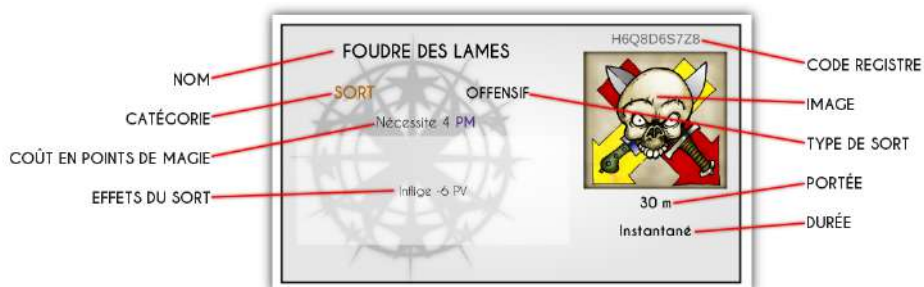 NOM
CATÉGORIE
COÛT EN POINTS DE MAGIE
EFFETS DU SORT
FOUDRE DES LAMES
SORT OFFENSIF
Nécessite 4 PM
Inflige -6 PV
H6Q8D6S7Z8
30 m
Instantané
CODE REGISTRE
IMAGE
TYPE DE SORT
PORTÉE
DURÉE